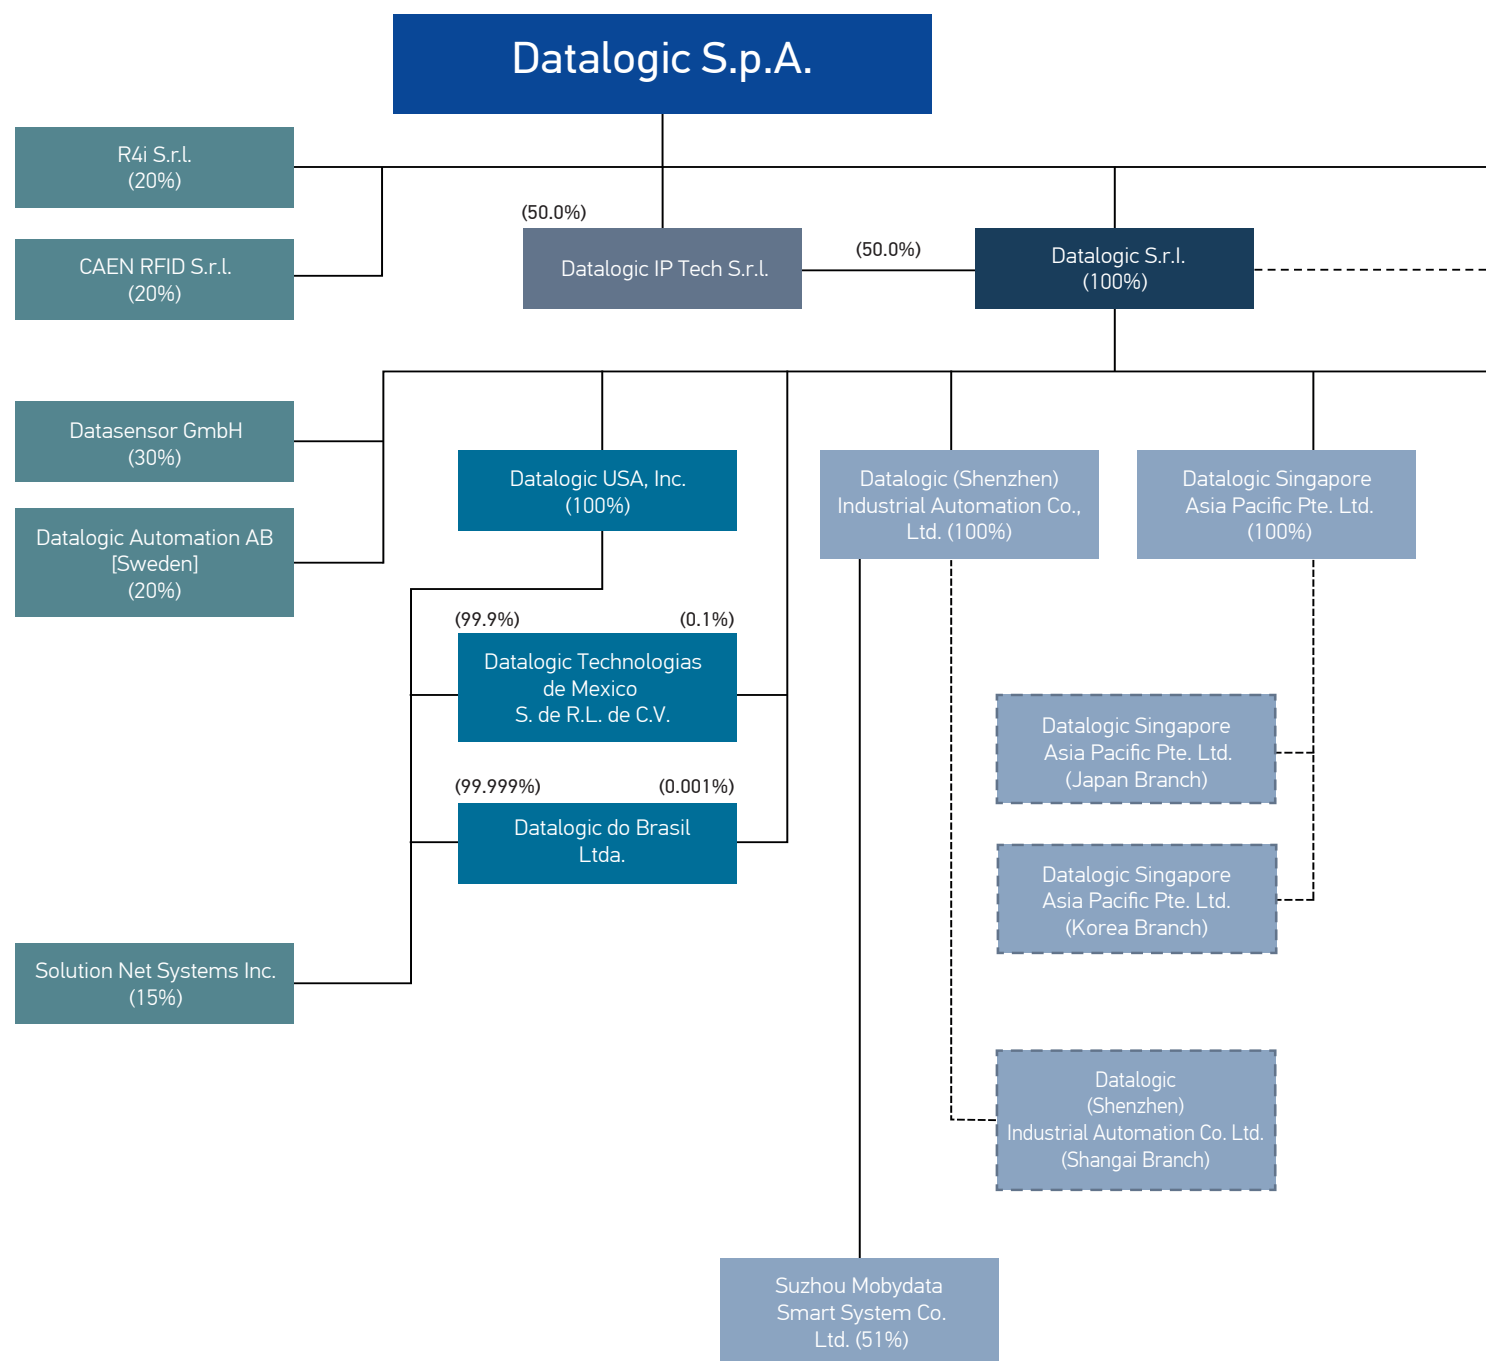 Datalogic S.p.A.
R4i S.r.l.
(20%)
CAEN RFID S.r.l.
(20%)
(50.0%)
Datalogic IP Tech S.r.l.
(50.0%)
Datalogic S.r.l.
(100%)
Datasensor GmbH
(30%)
Datalogic Automation AB
[Sweden]
(20%)
Datalogic USA, Inc.
(100%)
Datalogic (Shenzhen)
Industrial Automation Co.,
Ltd. (100%)
Datalogic Singapore
Asia Pacific Pte. Ltd.
(100%)
(99.9%)
(0.1%)
Datalogic Technologias
de Mexico
S. de R.L. de C.V.
(99.999%)
(0.001%)
Datalogic do Brasil
Ltda.
Datalogic Singapore
Asia Pacific Pte. Ltd.
(Japan Branch)
Datalogic Singapore
Asia Pacific Pte. Ltd.
(Korea Branch)
Solution Net Systems Inc.
(15%)
Datalogic
(Shenzhen)
Industrial Automation Co. Ltd.
(Shangai Branch)
Suzhou Mobydata
Smart System Co.
Ltd. (51%)